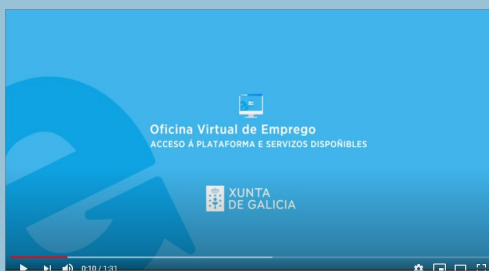 Oficina Virtual de Emprego
ACCESO Á PLATAFORMA E SERVIZOS DISPOÑIBLES
XUNTA
DE GALICIA
0:10 / 1:31